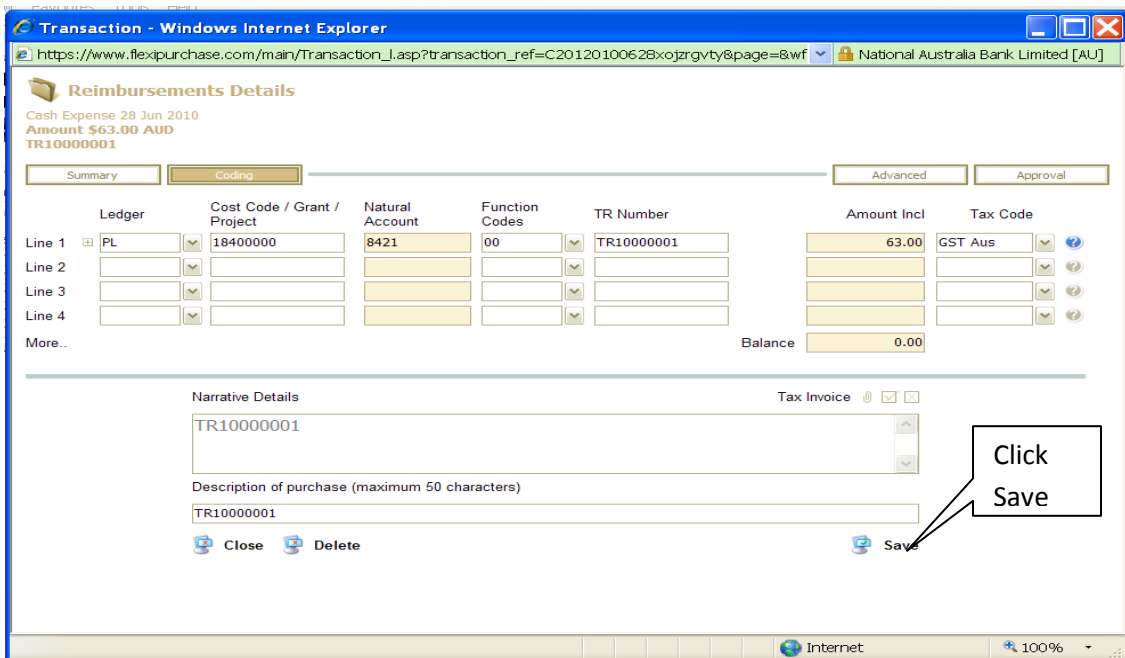 Transaction - Windows Internet Explorer
https://www.flexipurchase.com/main/Transaction_l.asp?transaction_ref=C20120100628xojzrgvty&page=&wf National Australia Bank Limited [AU]
Reimbursements Details
Cash Expense 28 Jun 2010
Amount $63.00 AUD
TR10000001
Summary Coding Advanced Approval
Ledger Cost Code / Grant / Project Natural Account Function Codes TR Number Amount Incl Tax Code
Line 1 PL 18400000 8421 00 TR10000001 63.00 GST Aus
Line 2
Line 3
Line 4
More.. Balance 0.00
Narrative Details Tax Invoice
TR10000001
Click
Save
Description of purchase (maximum 50 characters)
TR10000001
Close Delete Save
Internet 100%